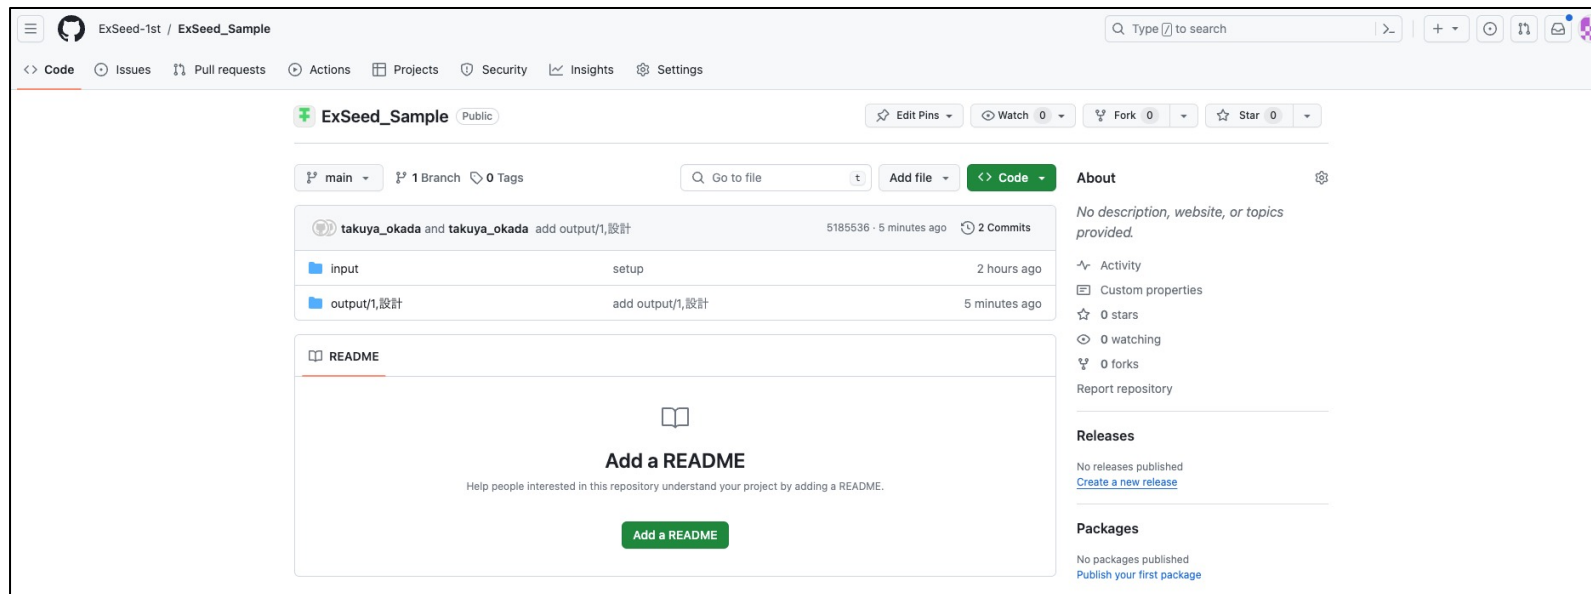 ExSeed-1st / ExSeed_Sample
Type / to search
Code Issues Pull requests Actions Projects Security Insights Settings
ExSeed_Sample Public
Edit Pins Watch 0 Fork 0 Star 0
main 1 Branch 0 Tags
Go to file t Add file Code
takuya_okada and takuya_okada add output/1,設計 5185536 · 5 minutes ago 2 Commits
input setup 2 hours ago
output/1,設計 add output/1,設計 5 minutes ago
README
Add a README
Help people interested in this repository understand your project by adding a README.
Add a README
About
No description, website, or topics
provided.
Activity
Custom properties
0 stars
0 watching
0 forks
Report repository
Releases
No releases published
Create a new release
Packages
No packages published
Publish your first package